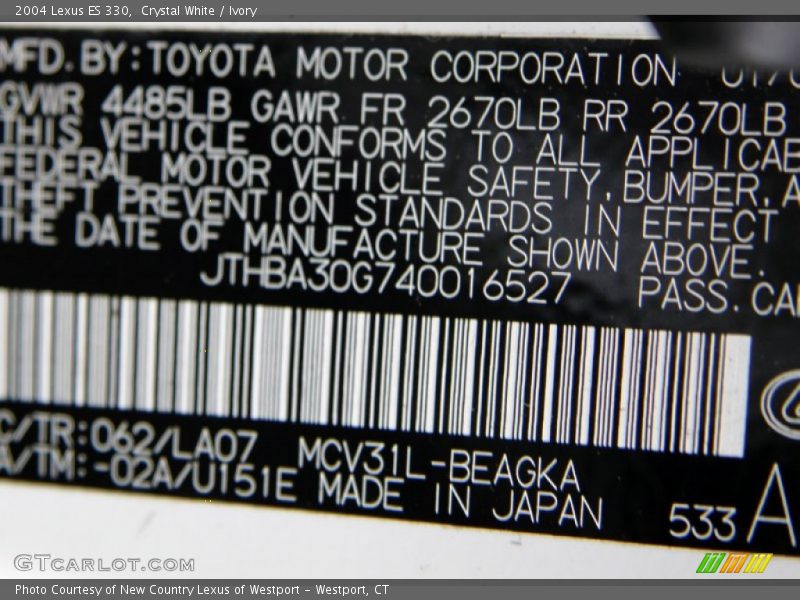 2004 Lexus ES 330, Crystal White / Ivory
MFD. BY: TOYOTA MOTOR CORPORATION
GVWR 4485LB GAWR FR 2670LB RR 2670LB
THIS VEHICLE CONFORMS TO ALL APPLICAB
FEDERAL MOTOR VEHICLE SAFETY, BUMPER, A
THEFT PREVENTION STANDARDS IN EFFECT
THE DATE OF MANUFACTURE SHOWN ABOVE.
JTHBA30G740016527 PASS. CAR
C/TR: 062/LA07 MCV31L-BEAGKA
A/TM: -02A/U151E MADE IN JAPAN 533 A
GTCARLOT.COM
Photo Courtesy of New Country Lexus of Westport - Westport, CT